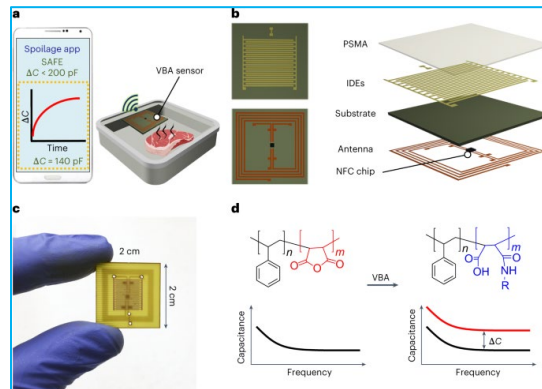 a
Spoilage app
SAFE
ΔC < 200 pF
ΔC
Time
ΔC = 140 pF
VBA sensor
b
PSMA
IDEs
Substrate
Antenna
NFC chip
c
2 cm
2 cm
d
n
O
O
O
m
VBA
n
O
O
OH
NH
R
m
Capacitance
Frequency
Capacitance
ΔC
Frequency